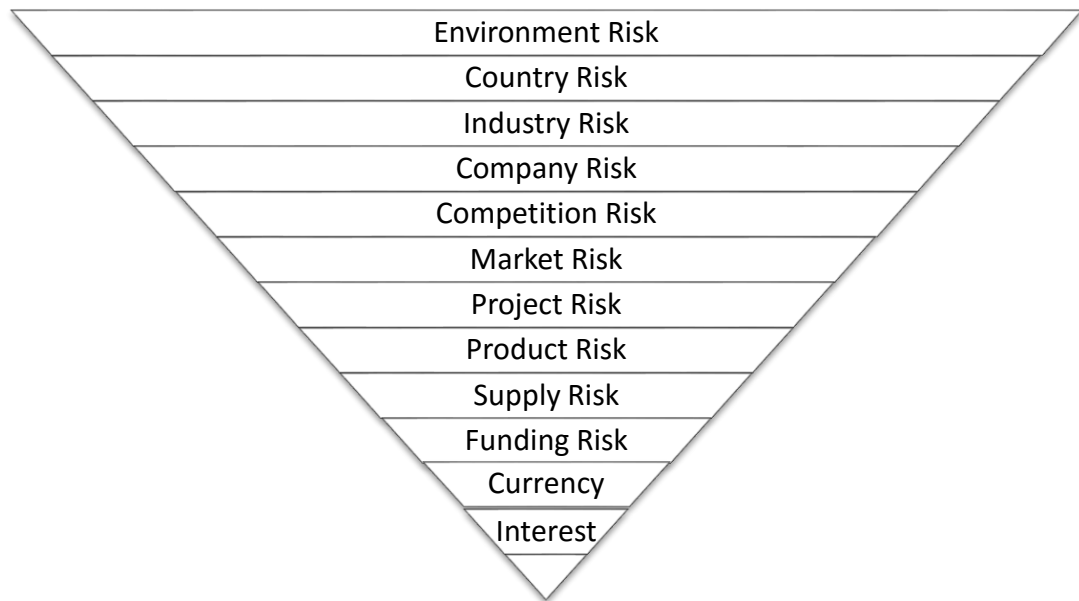 Environment Risk
Country Risk
Industry Risk
Company Risk
Competition Risk
Market Risk
Project Risk
Product Risk
Supply Risk
Funding Risk
Currency
Interest